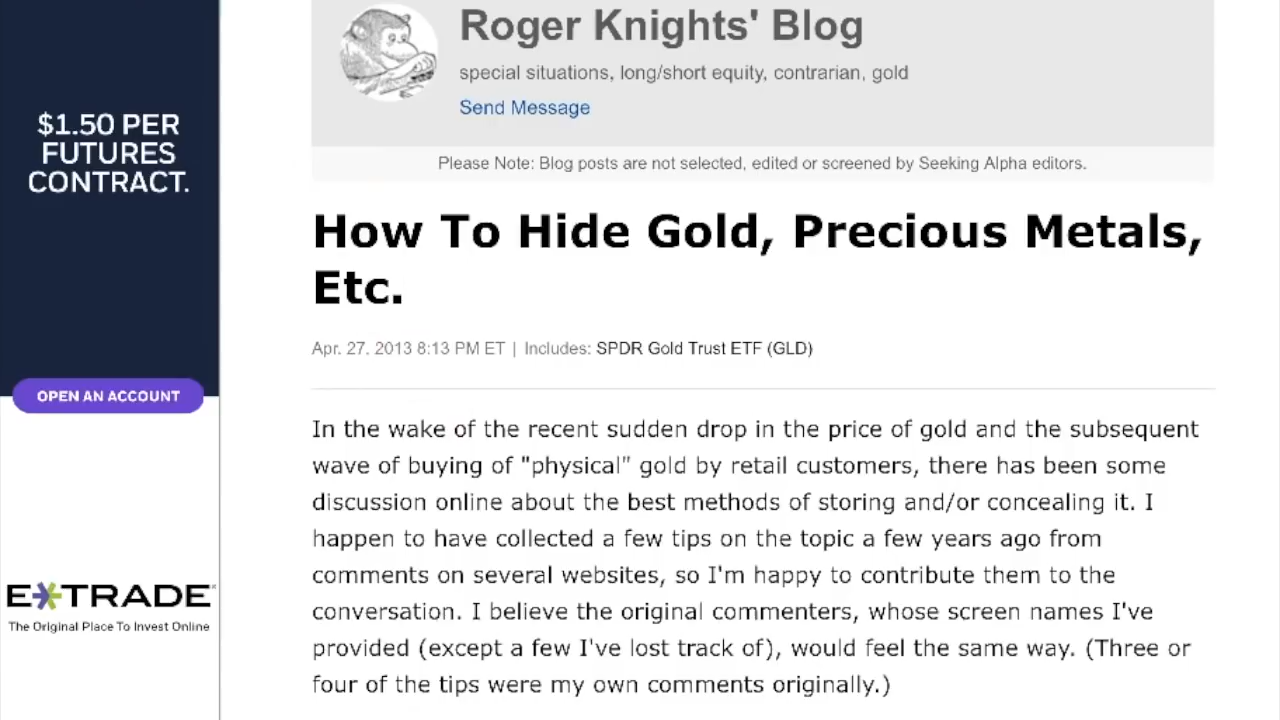 $1.50 PER
FUTURES
CONTRACT.
OPEN AN ACCOUNT
E*TRADE
The Original Place To Invest Online
Roger Knights' Blog
special situations, long/short equity, contrarian, gold
Send Message
Please Note: Blog posts are not selected, edited or screened by Seeking Alpha editors.
How To Hide Gold, Precious Metals,
Etc.
Apr. 27. 2013 8:13 PM ET | Includes: SPDR Gold Trust ETF (GLD)
In the wake of the recent sudden drop in the price of gold and the subsequent
wave of buying of "physical" gold by retail customers, there has been some
discussion online about the best methods of storing and/or concealing it. I
happen to have collected a few tips on the topic a few years ago from
comments on several websites, so I'm happy to contribute them to the
conversation. I believe the original commenters, whose screen names I've
provided (except a few I've lost track of), would feel the same way. (Three or
four of the tips were my own comments originally.)